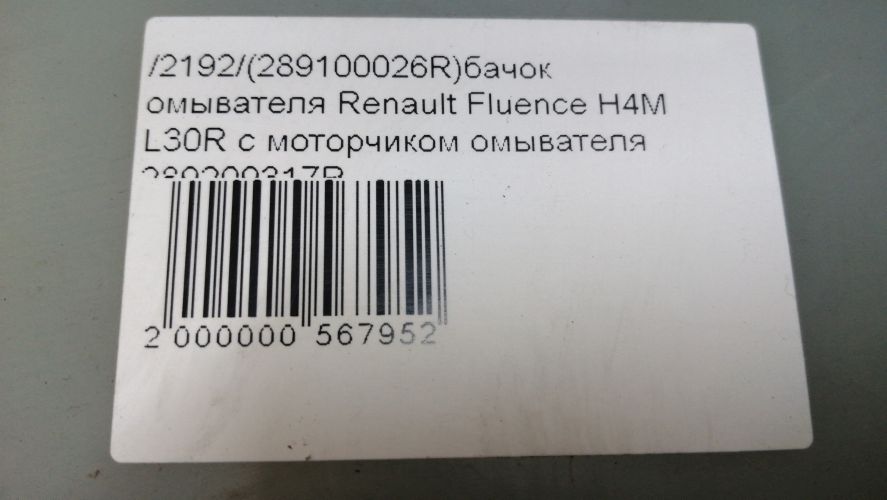 /2192/(289100026R)бачок
омывателя Renault Fluence H4M
L30R с моторчиком омывателя
2 000000 567952